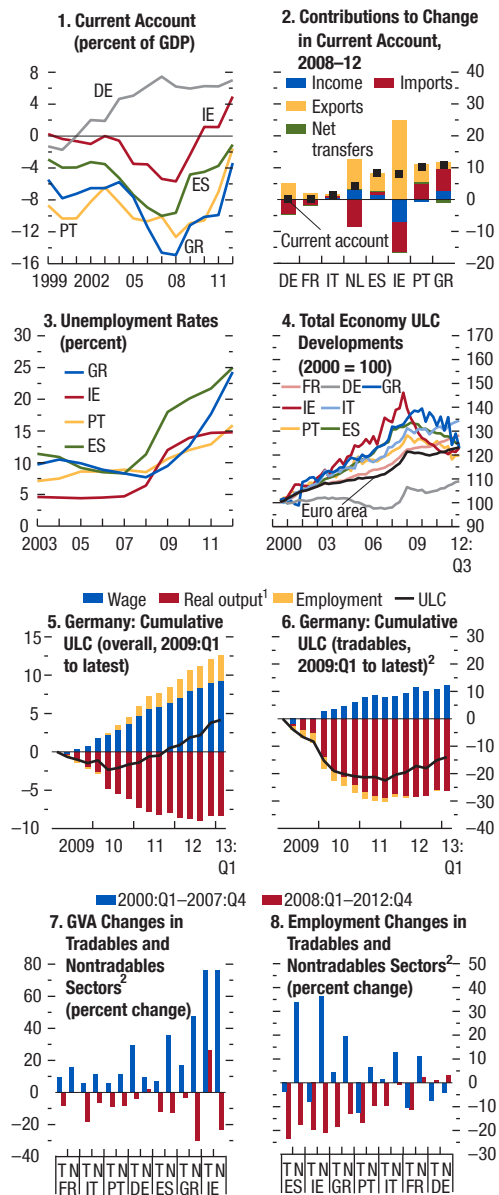 1. Current Account
(percent of GDP)
8
4
0
−4
−8
−12
−16
DE
IE
ES
PT
GR
1999 2002 05 08 11
2. Contributions to Change
in Current Account,
2008–12
Income
Imports
Exports
Net
transfers
40
30
20
10
0
−10
−20
Current account
DE FR IT NL ES IE PT GR
3. Unemployment Rates
(percent)
30
25
20
15
10
5
0
GR
IE
PT
ES
2003 05 07 09 11
4. Total Economy ULC
Developments
(2000 = 100)
FR DE GR
IE IT
PT ES
170
160
150
140
130
120
110
100
90
Euro area
2000 03 06 09 12:
Q3
Wage Real output¹ Employment ULC
5. Germany: Cumulative
ULC (overall, 2009:Q1
to latest)
15
10
5
0
−5
−10
2009 10 11 12 13:
Q1
6. Germany: Cumulative
ULC (tradables,
2009:Q1 to latest)²
30
20
10
0
−10
−20
−30
−40
2009 10 11 12 13:
Q1
2000:Q1–2007:Q4 2008:Q1–2012:Q4
7. GVA Changes in
Tradables and
Nontradables
Sectors²
(percent change)
80
60
40
20
0
−20
−40
T N T N T N T N T N T N T N
FR IT PT DE ES GR IE
8. Employment Changes in
Tradables and
Nontradables Sectors²
(percent change)
50
40
30
20
10
0
−10
−20
−30
T N T N T N T N T N T N T N
ES IE GR PT IT FR DE